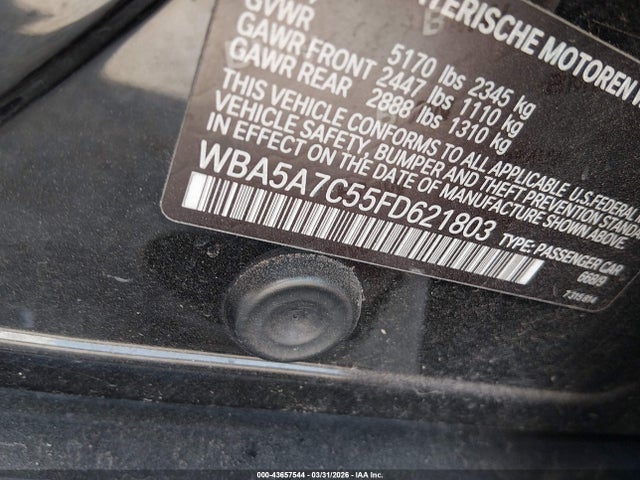 TERISCHE MOTOREN
GVWR 5170 lbs 2345 kg
GAWR FRONT 2447 lbs 1110 kg
GAWR REAR 2888 lbs 1310 kg
THIS VEHICLE CONFORMS TO ALL APPLICABLE U.S. FEDERAL
VEHICLE SAFETY, BUMPER AND THEFT PREVENTION STANDA
IN EFFECT ON THE DATE OF MANUFACTURE SHOWN ABOVE.
WBA5A7C55FD621803
TYPE: PASSENGER CAR
000-43657544 - 03/31/2026 - IAA Inc.